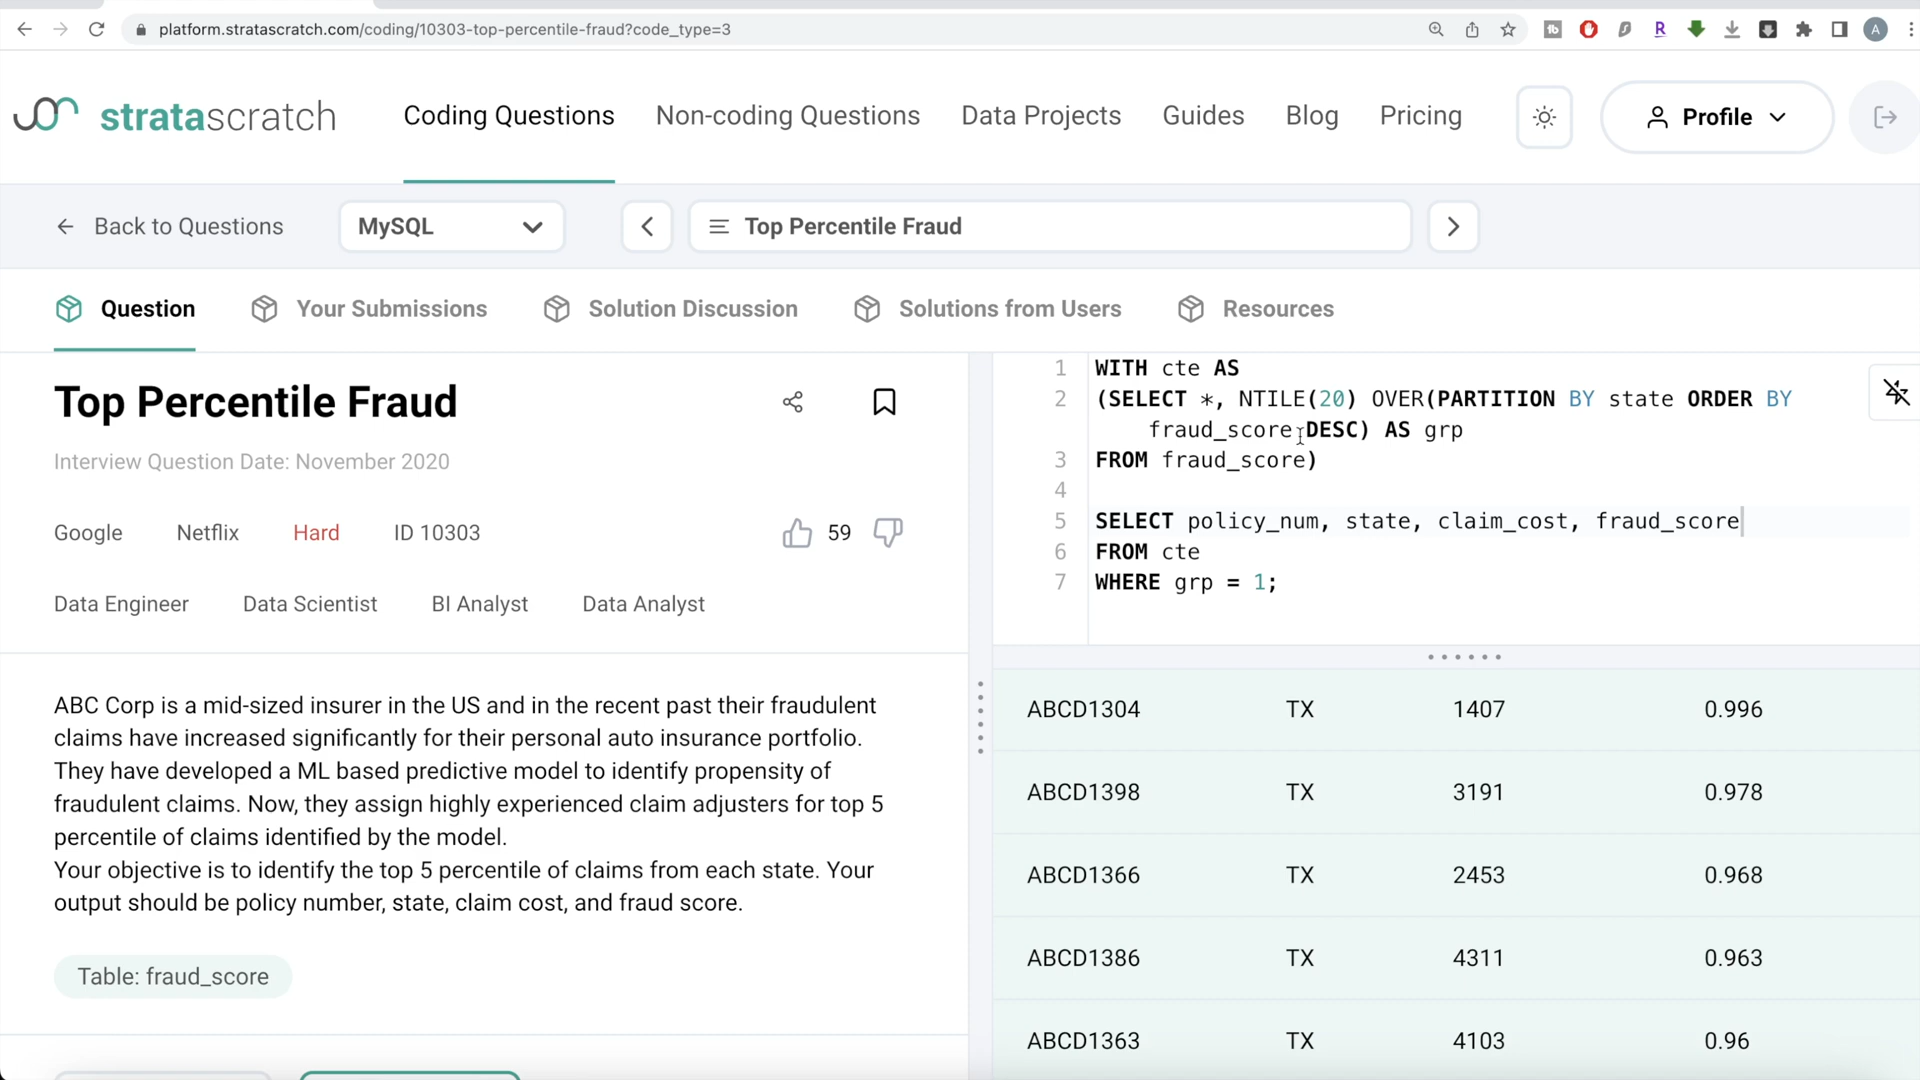 platform.stratascratch.com/coding/10303-top-percentile-fraud?code_type=3
tb
R
A
stratascratch
Coding Questions
Non-coding Questions
Data Projects
Guides
Blog
Pricing
Profile
Back to Questions
MySQL
Top Percentile Fraud
Question
Your Submissions
Solution Discussion
Solutions from Users
Resources
Top Percentile Fraud
Interview Question Date: November 2020
Google
Netflix
Hard
ID 10303
59
Data Engineer
Data Scientist
BI Analyst
Data Analyst
ABC Corp is a mid-sized insurer in the US and in the recent past their fraudulent
claims have increased significantly for their personal auto insurance portfolio.
They have developed a ML based predictive model to identify propensity of
fraudulent claims. Now, they assign highly experienced claim adjusters for top 5
percentile of claims identified by the model.
Your objective is to identify the top 5 percentile of claims from each state. Your
output should be policy number, state, claim cost, and fraud score.
Table: fraud_score
1 WITH cte AS
2 (SELECT *, NTILE(20) OVER(PARTITION BY state ORDER BY
fraud_score DESC) AS grp
3 FROM fraud_score)
4
5 SELECT policy_num, state, claim_cost, fraud_score
6 FROM cte
7 WHERE grp = 1;
ABCD1304 TX 1407 0.996
ABCD1398 TX 3191 0.978
ABCD1366 TX 2453 0.968
ABCD1386 TX 4311 0.963
ABCD1363 TX 4103 0.96